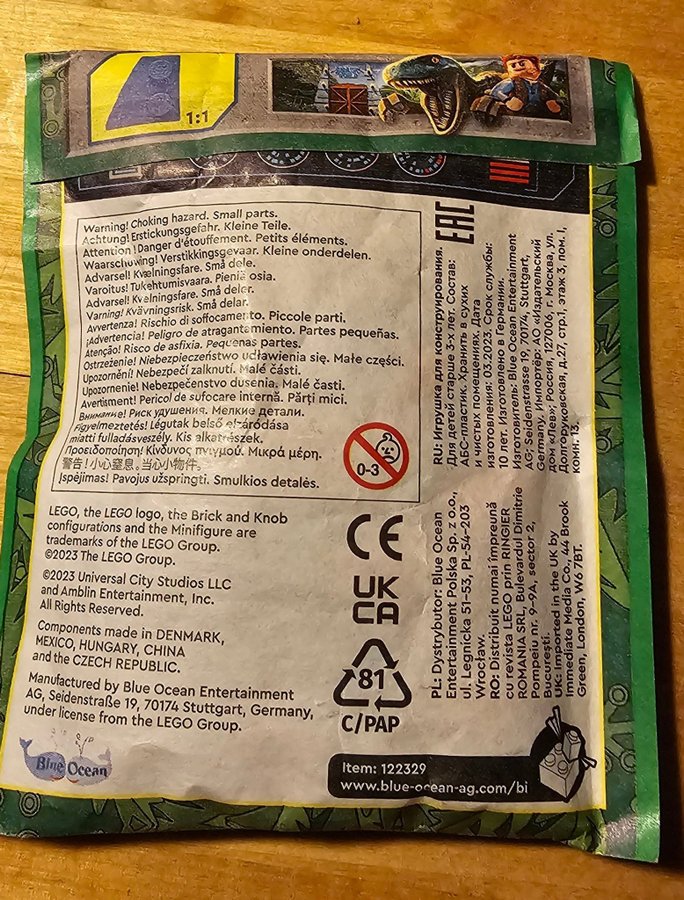 1:1
Warning! Choking hazard. Small parts.
Achtung! Erstickungsgefahr. Kleine Teile.
Attention! Danger d'étouffement. Petits éléments.
Waarschuwing! Verstikkingsgevaar. Kleine onderdelen.
Advarsel! Kvælningsfare. Små dele.
Varoitus! Tukehtumisvaara. Pieniä osia.
Advarsel! Kvelningsfare. Små deler.
Varning! Kvävningsrisk. Små delar.
Avvertenza! Rischio di soffocamento. Piccole parti.
¡Advertencia! Peligro de atragantamiento. Partes pequeñas.
Atenção! Risco de asfixia. Pequenas partes.
Ostrzeżenie! Niebezpieczeństwo udławienia się. Małe części.
Upozornění! Nebezpečí zalknutí. Malé části.
Upozornenie! Nebezpečenstvo dusenia. Malé časti.
Avertisment! Pericol de sufocare internă. Părți mici.
Внимание! Риск удушения. Мелкие детали.
Figyelmeztetés! Légutak belső elzáródása
miatti fulladásveszély. Kis alkatrészek.
Προειδοποίηση! Κίνδυνος πνιγμού. Μικρά μέρη.
警告!小心窒息。当心小物件。
Įspėjimas! Pavojus užspringti. Smulkios detalės.
0-3
LEGO, the LEGO logo, the Brick and Knob
configurations and the Minifigure are
trademarks of the LEGO Group.
©2023 The LEGO Group.
©2023 Universal City Studios LLC
and Amblin Entertainment, Inc.
All Rights Reserved.
Components made in DENMARK,
MEXICO, HUNGARY, CHINA
and the CZECH REPUBLIC.
Manufactured by Blue Ocean Entertainment
AG, Seidenstraße 19, 70174 Stuttgart, Germany,
under license from the LEGO Group.
Blue Ocean
CE
UK
CA
81
C/PAP
EAC
RU: Игрушка для конструирования.
Для детей старше 3-х лет. Состав:
АБС-пластик. Хранить в сухих
и чистых помещениях. Дата
изготовления: 03.2023. Срок службы:
10 лет. Изготовлено в Германии.
Изготовитель: Blue Ocean Entertainment
AG; Seidenstrasse 19, 70174, Stuttgart,
Germany, Импортёр: АО «Издательский
дом «Лев»; Россия, 127006, г. Москва, ул.
Долгоруковская, д.27, стр.1, этаж 3, пом. I,
комн. 13.
PL: Dystrybutor: Blue Ocean
Entertainment Polska Sp. z o.o.,
ul. Legnicka 51-53, PL-54-203
Wrocław.
RO: Distribuit numai împreună
cu revista LEGO prin RINGIER
ROMANIA SRL, Bulevardul Dimitrie
Pompeiu nr. 9-9A, sector 2,
București.
UK: Imported in the UK by
Immediate Media Co., 44 Brook
Green, London, W6 7BT.
Item: 122329
www.blue-ocean-ag.com/bi